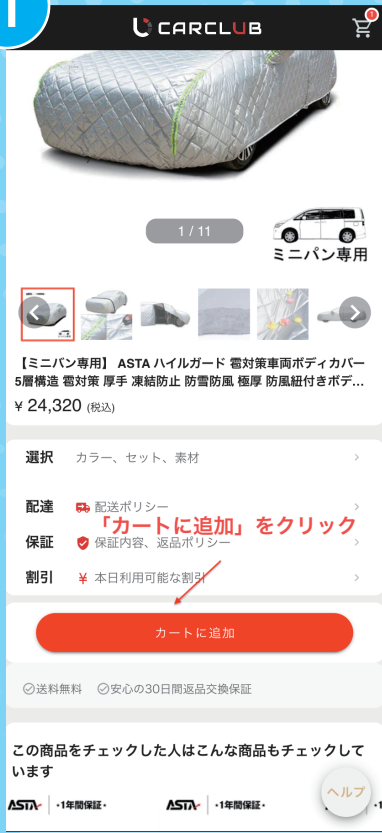 1
CARCLUB
1
1 / 11
ミニバン専用
【ミニバン専用】 ASTA ハイルガード 雹対策車両ボディカバー
5層構造 雹対策 厚手 凍結防止 防雪防風 極厚 防風紐付きボデ...
¥ 24,320 (税込)
選択 カラー、セット、素材
配達 配送ポリシー
「カートに追加」をクリック
保証 保証内容、返品ポリシー
割引 ¥ 本日利用可能な割引
カートに追加
送料無料 安心の30日間返品交換保証
この商品をチェックした人はこんな商品もチェックして
います
ヘルプ
ASTA ・1年間保証・ ASTA ・1年間保証・